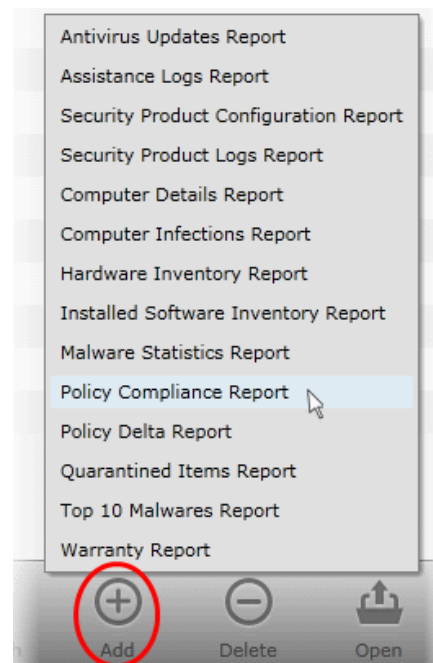 Antivirus Updates Report
Assistance Logs Report
Security Product Configuration Report
Security Product Logs Report
Computer Details Report
Computer Infections Report
Hardware Inventory Report
Installed Software Inventory Report
Malware Statistics Report
Policy Compliance Report
Policy Delta Report
Quarantined Items Report
Top 10 Malwares Report
Warranty Report
Add Delete Open